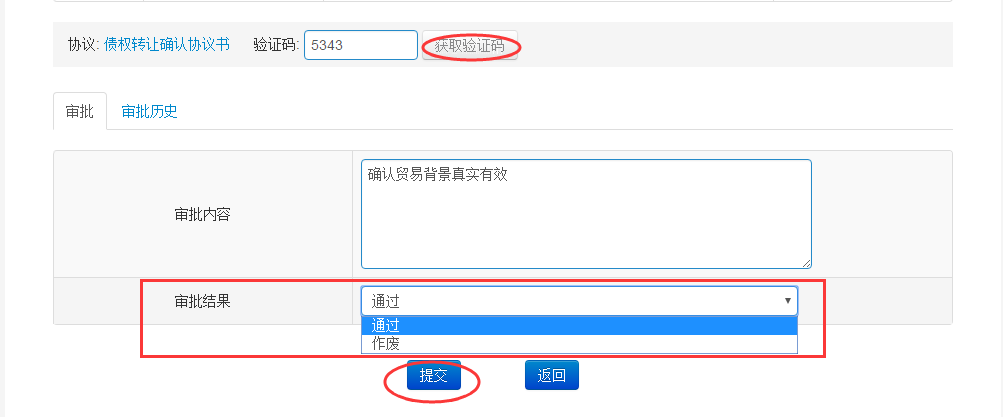 协议: 债权转让确认协议书 验证码: 5343 获取验证码
审批 审批历史
审批内容 确认贸易背景真实有效
审批结果 通过
通过
作废
提交 返回